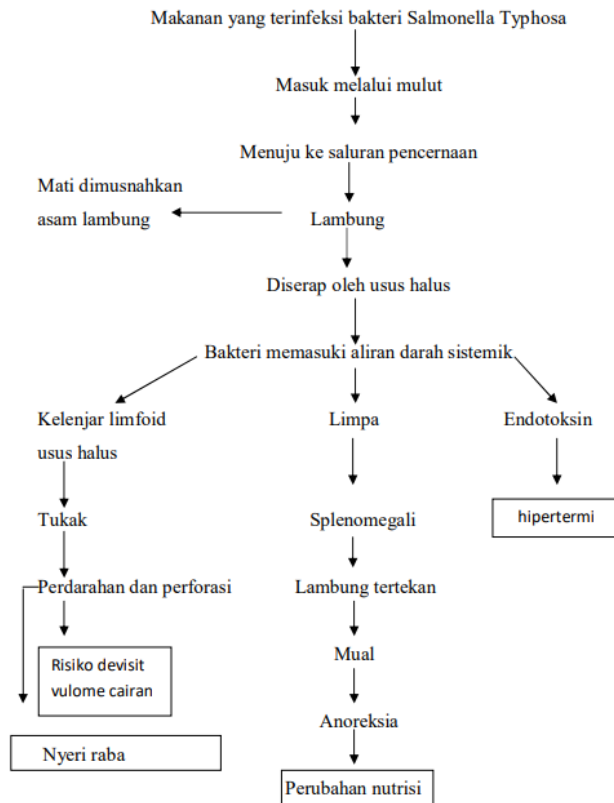 Makanan yang terinfeksi bakteri Salmonella Typhosa
Masuk melalui mulut
Menuju ke saluran pencernaan
Mati dimusnahkan
asam lambung
Lambung
Diserap oleh usus halus
Bakteri memasuki aliran darah sistemik
Kelenjar limfoid
usus halus
Limpa
Endotoksin
Tukak
Splenomegali
hipertermi
Perdarahan dan perforasi
Lambung tertekan
Risiko devisit
vulome cairan
Mual
Nyeri raba
Anoreksia
Perubahan nutrisi